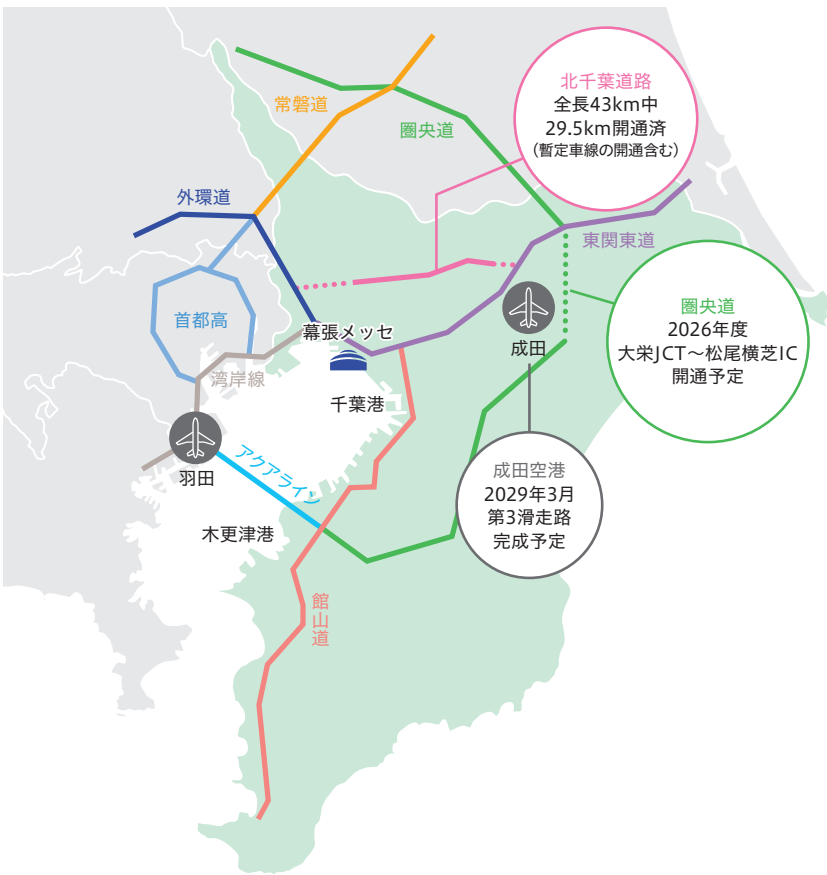 北千葉道路
全長43km中
29.5km開通済
(暫定車線の開通含む)
常磐道
圏央道
外環道
東関東道
首都高
幕張メッセ
成田
圏央道
2026年度
大栄JCT～松尾横芝IC
開通予定
湾岸線
千葉港
羽田
アクアライン
成田空港
2029年3月
第3滑走路
完成予定
木更津港
館山道